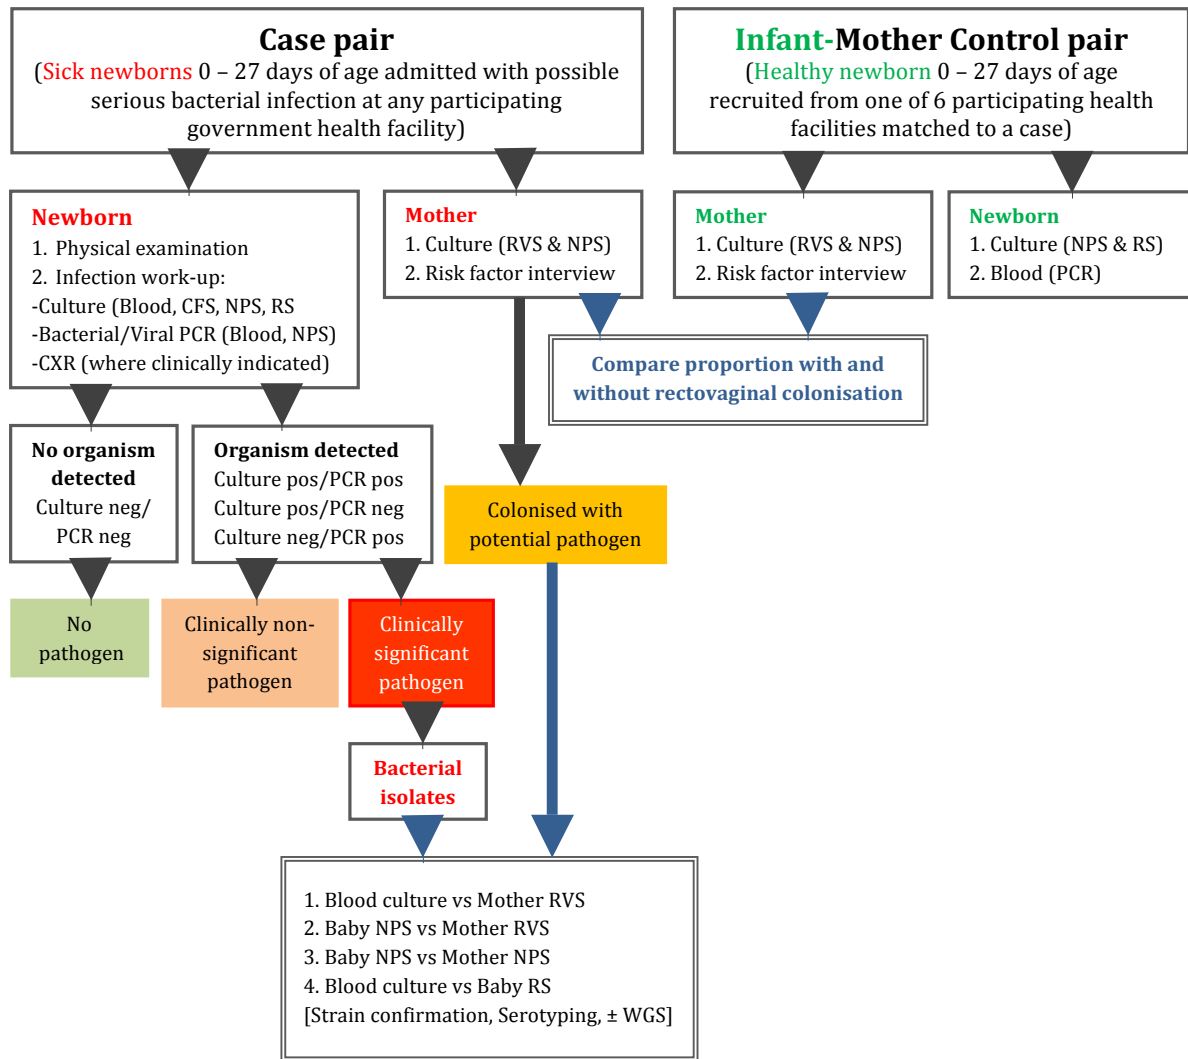 Case pair
(Sick newborns 0 – 27 days of age admitted with possible
serious bacterial infection at any participating
government health facility)
Infant-Mother Control pair
(Healthy newborn 0 – 27 days of age
recruited from one of 6 participating health
facilities matched to a case)
Newborn
1. Physical examination
2. Infection work-up:
-Culture (Blood, CFS, NPS, RS
-Bacterial/Viral PCR (Blood, NPS)
-CXR (where clinically indicated)
Mother
1. Culture (RVS & NPS)
2. Risk factor interview
Mother
1. Culture (RVS & NPS)
2. Risk factor interview
Newborn
1. Culture (NPS & RS)
2. Blood (PCR)
Compare proportion with and
without rectovaginal colonisation
No organism
detected
Culture neg/
PCR neg
Organism detected
Culture pos/PCR pos
Culture pos/PCR neg
Culture neg/PCR pos
Colonised with
potential pathogen
No
pathogen
Clinically non-
significant
pathogen
Clinically
significant
pathogen
Bacterial
isolates
1. Blood culture vs Mother RVS
2. Baby NPS vs Mother RVS
3. Baby NPS vs Mother NPS
4. Blood culture vs Baby RS
[Strain confirmation, Serotyping, ± WGS]